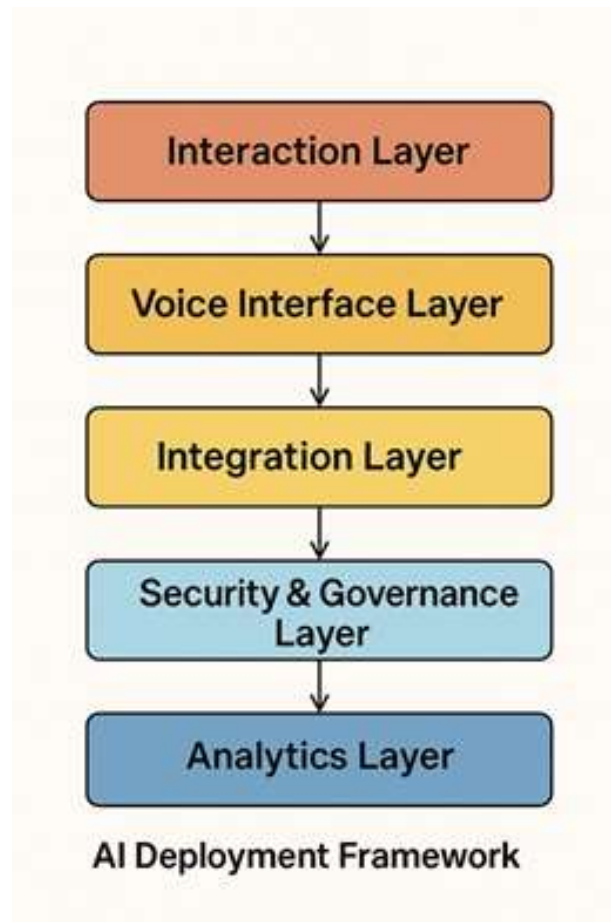 Interaction Layer
Voice Interface Layer
Integration Layer
Security & Governance
Layer
Analytics Layer
AI Deployment Framework